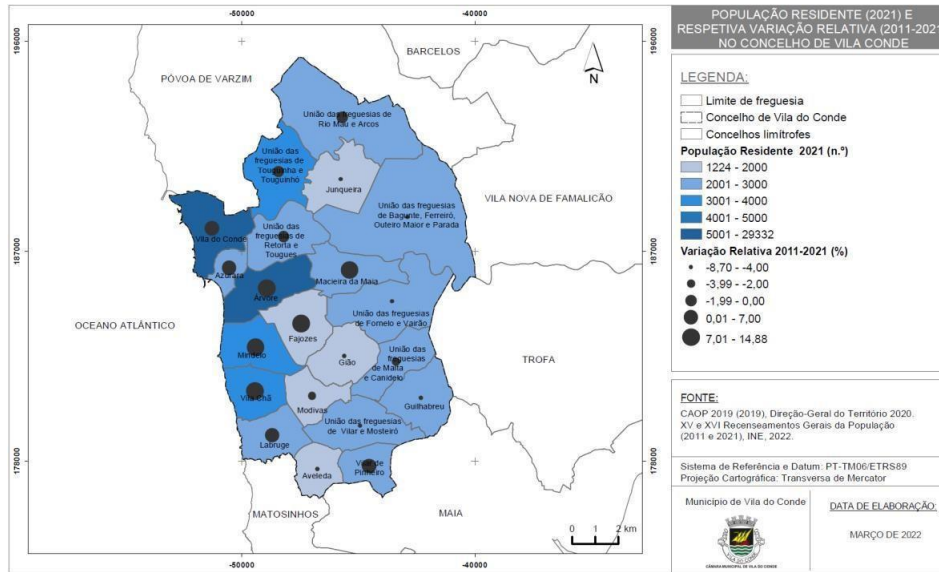 -50000
-40000
POPULAÇÃO RESIDENTE (2021) E
RESPETIVA VARIAÇÃO RELATIVA (2011-2021
NO CONCELHO DE VILA CONDE
196000
196000
BARCELOS
PÓVOA DE VARZIM
N
União das freguesias de
Rio Mau e Arcos
União das
freguesias de
Touguinha e
Touguinhó
Junqueira
União das freguesias
de Bagunte, Ferreiró,
Outeiro Maior e Parada
VILA NOVA DE FAMALICÃO
Vila do Conde
União das
freguesias de
Retorta e
Tougues
187000
187000
Azurara
Macieira da Maia
Árvore
União das freguesias
de Fornelo e Vairão
OCEANO ATLÂNTICO
Fajozes
Mindelo
Gião
União das
freguesias
de Malta
e Canidelo
TROFA
Vila Chã
Modivas
Guilhabreu
União das freguesias
de Vilar e Mosteiró
Labruge
Vilar de
Pinheiro
Aveleda
178000
178000
MATOSINHOS
MAIA
0 1 2 km
-50000
-40000
LEGENDA:
Limite de freguesia
Concelho de Vila do Conde
Concelhos limítrofes
População Residente 2021 (n.º)
1224 - 2000
2001 - 3000
3001 - 4000
4001 - 5000
5001 - 29332
Variação Relativa 2011-2021 (%)
-8,70 - -4,00
-3,99 - -2,00
-1,99 - 0,00
0,01 - 7,00
7,01 - 14,88
FONTE:
CAOP 2019 (2019), Direção-Geral do Território 2020.
XV e XVI Recenseamentos Gerais da População
(2011 e 2021), INE, 2022.
Sistema de Referência e Datum: PT-TM06/ETRS89
Projeção Cartográfica: Transversa de Mercator
Município de Vila do Conde
CÂMARA MUNICIPAL DE VILA DO CONDE
DATA DE ELABORAÇÃO:
MARÇO DE 2022